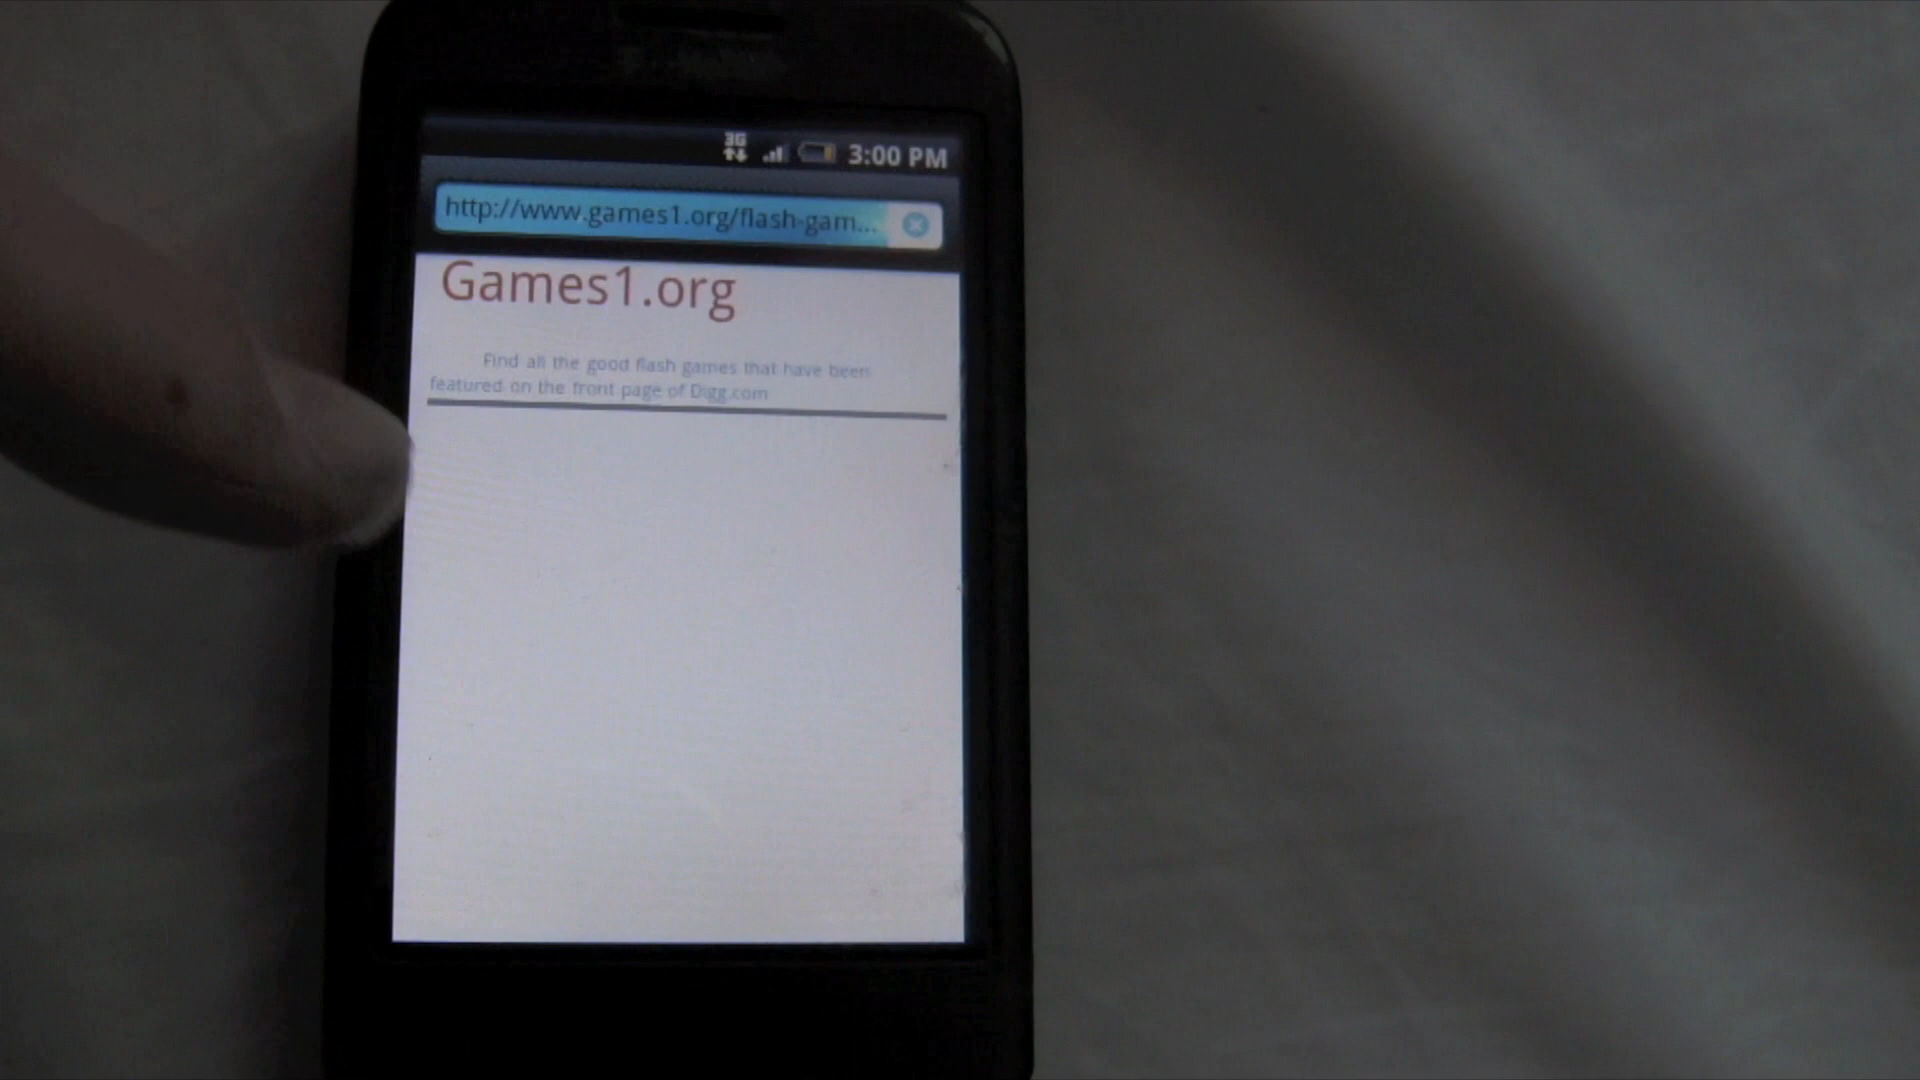 3G 3:00 PM
http://www.games1.org/flash-gam...
Games1.org
Find all the good flash games that have been
featured on the front page of Digg.com